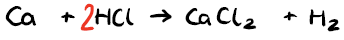 Ca + 2HCl → CaCl₂ + H₂